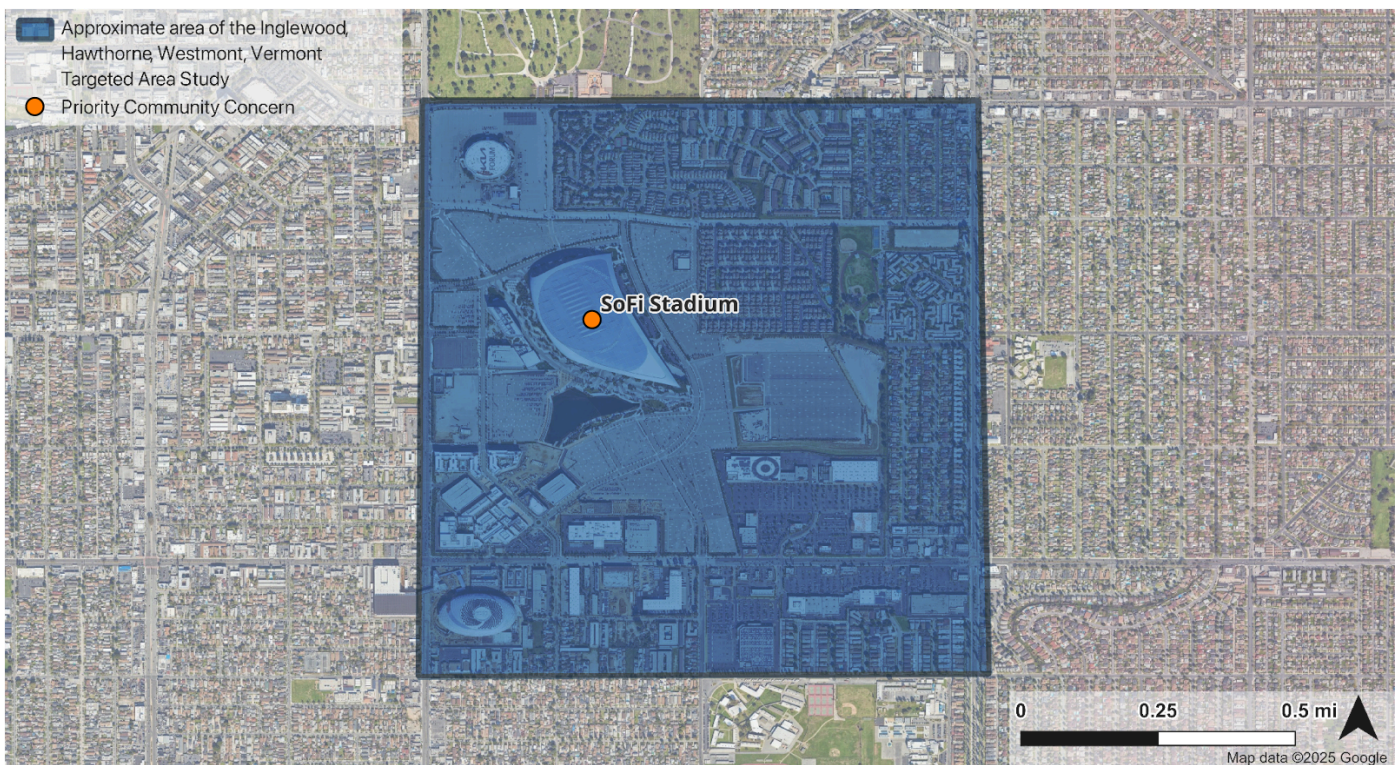 Approximate area of the Inglewood,
Hawthorne, Westmont, Vermont
Targeted Area Study
Priority Community Concern
FORUM
SoFi Stadium
0 0.25 0.5 mi
Map data ©2025 Google